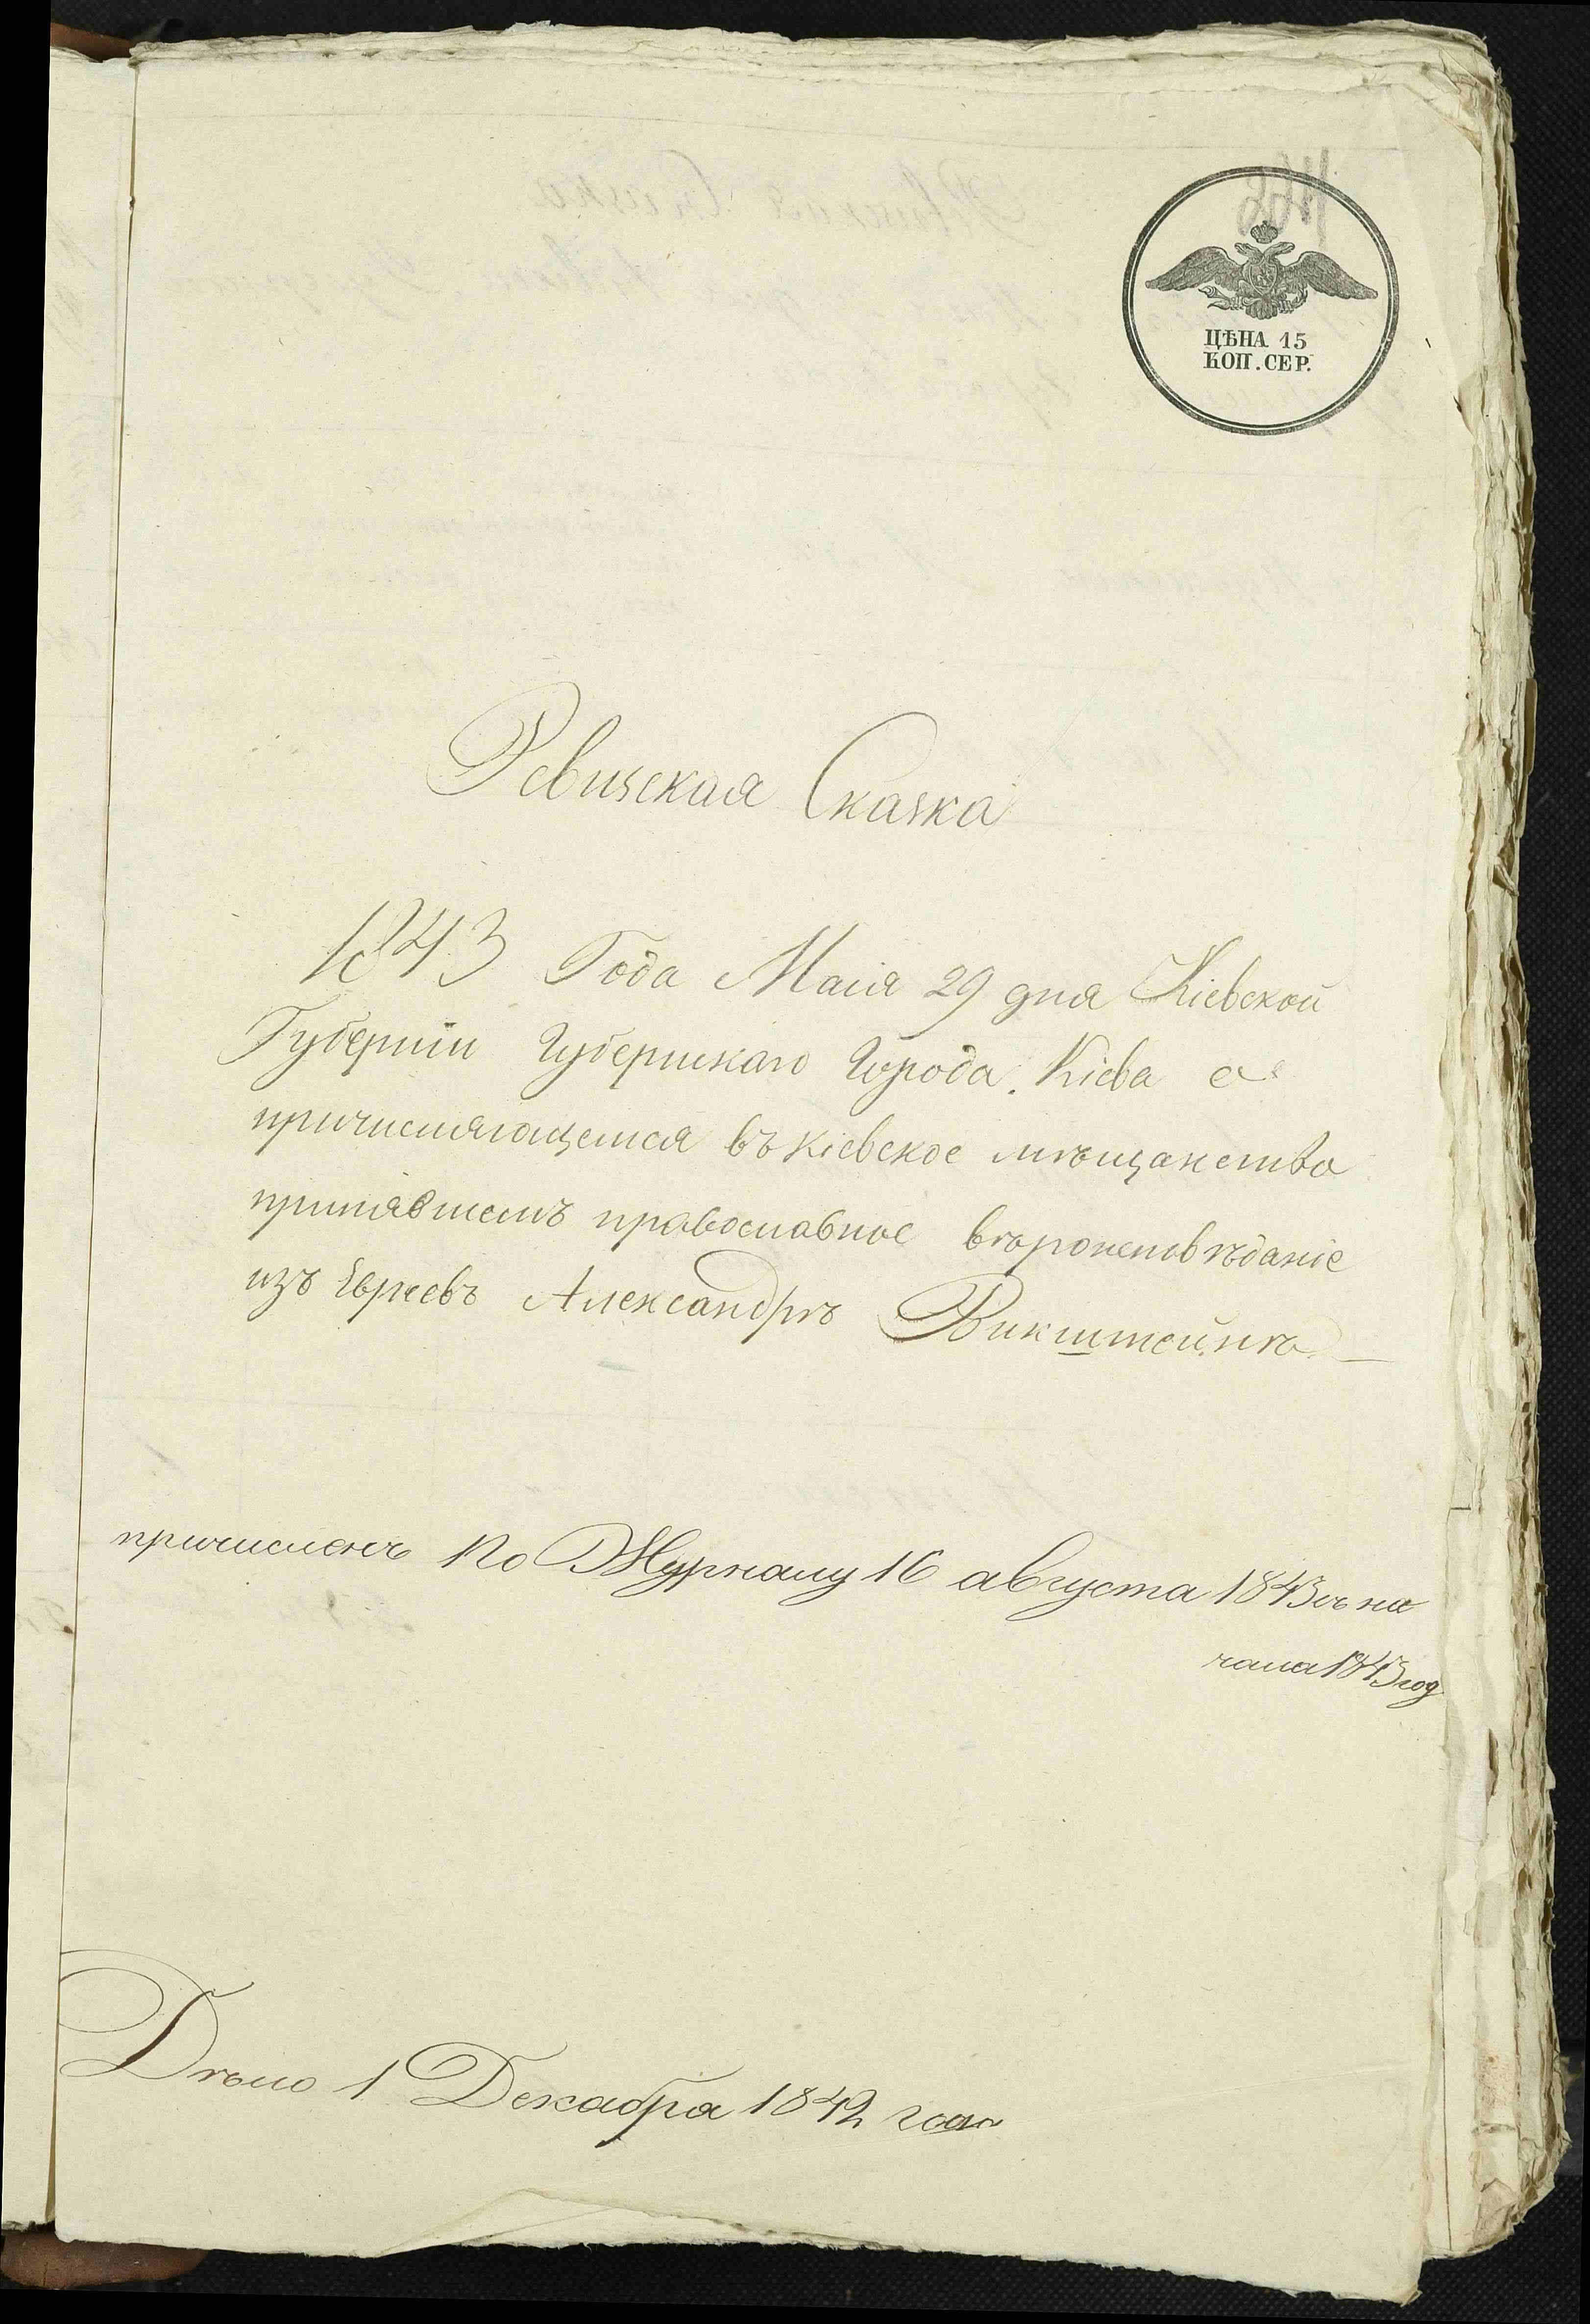 ЦѢНА 15
КОП. СЕР.
Ревизская Сказка
1843 Года Маія 29 дня Кіевской
Губерніи Губернскаго Города Кіева о
причисляющемся въ Кіевское мѣщанство
принявшемъ православное вѣроисповѣданіе
изъ Евреевъ Александрѣ Викштейнѣ
причисленъ по Журналу 16 августа 1843 съ на
чала 1843 год
Дѣло 1 Декабра 1842 года